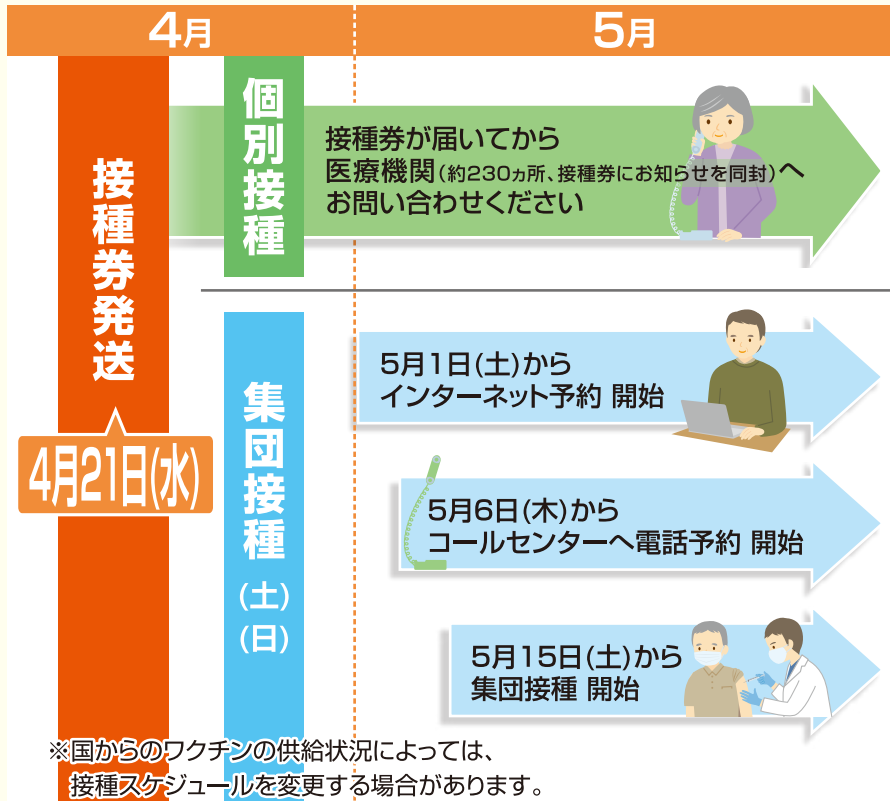 4月
5月
接種券発送
4月21日(水)
個別接種
接種券が届いてから
医療機関(約230ヵ所、接種券にお知らせを同封)へ
お問い合わせください
集団接種
(土)
(日)
5月1日(土)から
インターネット予約 開始
5月6日(木)から
コールセンターへ電話予約 開始
5月15日(土)から
集団接種 開始
※国からのワクチンの供給状況によっては、
接種スケジュールを変更する場合があります。